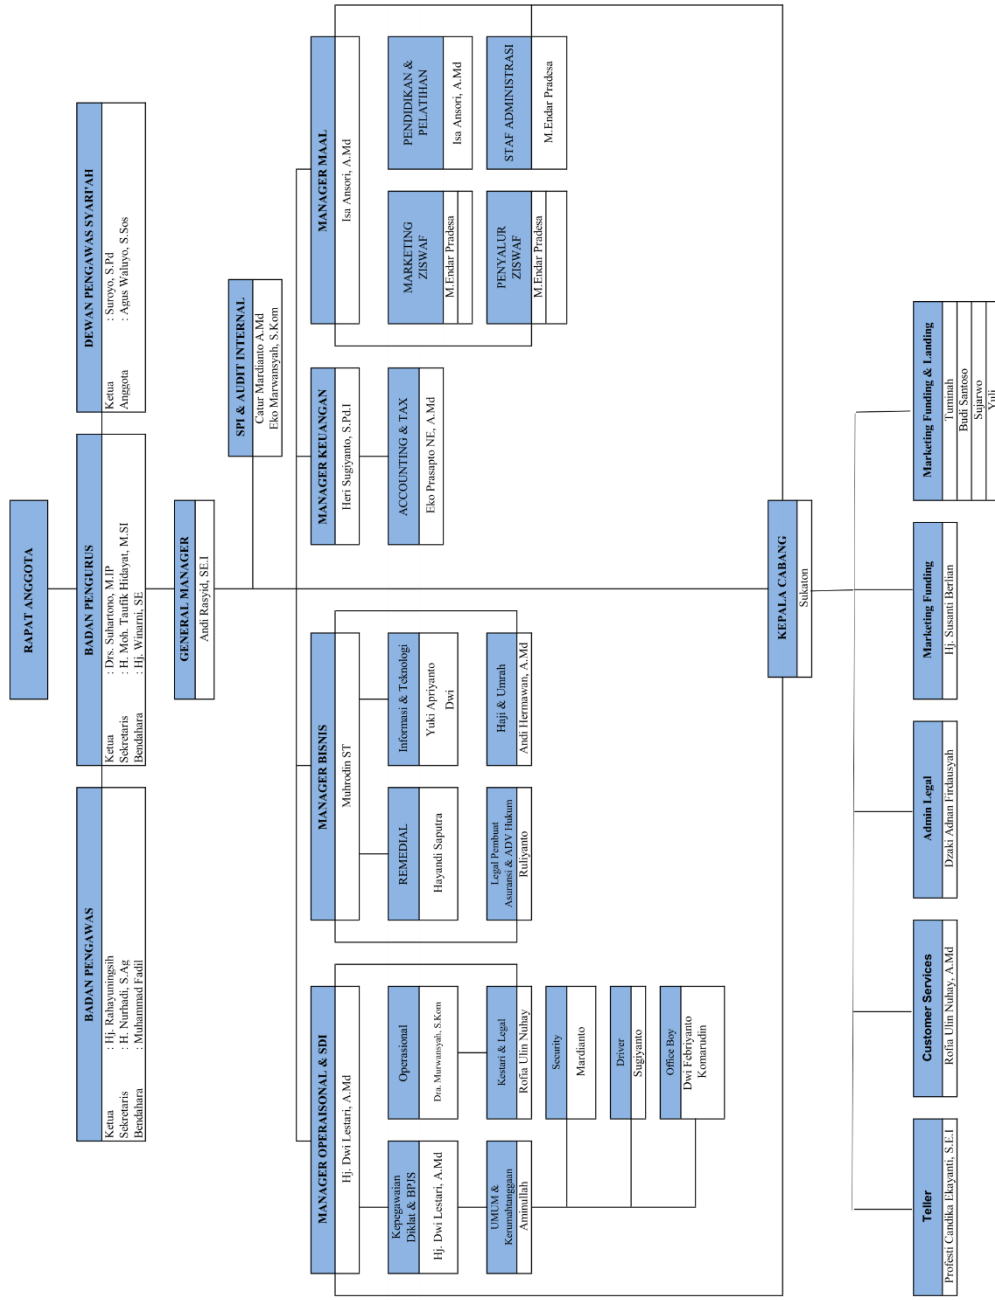 RAPAT ANGGOTA
BADAN PENGAWAS
Ketua : Hj. Rahayuningsih
Sekretaris : H. Nurhadi, S.Ag
Bendahara : Muhammad Fadil
BADAN PENGURUS
Ketua : Drs. Suhartono, M.IP
Sekretaris : H. Moh. Taufik Hidayat, M.SI
Bendahara : Hj. Winarni, SE
DEWAN PENGAWAS SYARI'AH
Ketua : Suroyo, S.Pd
Anggota : Agus Waluyo, S.Sos
GENERAL MANAGER
Andi Rasyid, SE.I
SPI & AUDIT INTERNAL
Catur Mardianto A.Md
Eko Marwansyah, S.Kom
MANAGER OPERAISONAL & SDI
Hj. Dwi Lestari, A.Md
Kepegawaian
Diklat & BPJS
Hj. Dwi Lestari, A.Md
Operasional
Dra. Murwansyah, S.Kom
UMUM &
Kerumahtanggaan
Aminullah
Kestari & Legal
Rofia Ulin Nuhay
Security
Mardianto
Driver
Sugiyanto
Office Boy
Dwi Febriyanto
Komarudin
MANAGER BISNIS
Muhrodin ST
REMEDIAL
Hayandi Saputra
Informasi & Teknologi
Yuki Apriyanto
Dwi
Legal Pembuat
Asuransi & ADV Hukum
Ruliyanto
Haji & Umrah
Andi Hermawan, A.Md
MANAGER KEUANGAN
Heri Sugiyanto, S.Pd.I
ACCOUNTING & TAX
Eko Prasapto NE, A.Md
MANAGER MAAL
Isa Ansori, A.Md
MARKETING
ZISWAF
M.Endar Pradesa
PENDIDIKAN &
PELATIHAN
Isa Ansori, A.Md
PENYALUR
ZISWAF
M.Endar Pradesa
STAF ADMINISTRASI
M.Endar Pradesa
KEPALA CABANG
Sukaton
Teller
Profesti Candika Ekayanti, S.E.I
Customer Services
Rofia Ulin Nuhay, A.Md
Admin Legal
Dzaki Adnan Firdausyah
Marketing Funding
Hj. Susanti Berlian
Marketing Funding & Landing
Tuminah
Budi Santoso
Sujarwo
Yuli